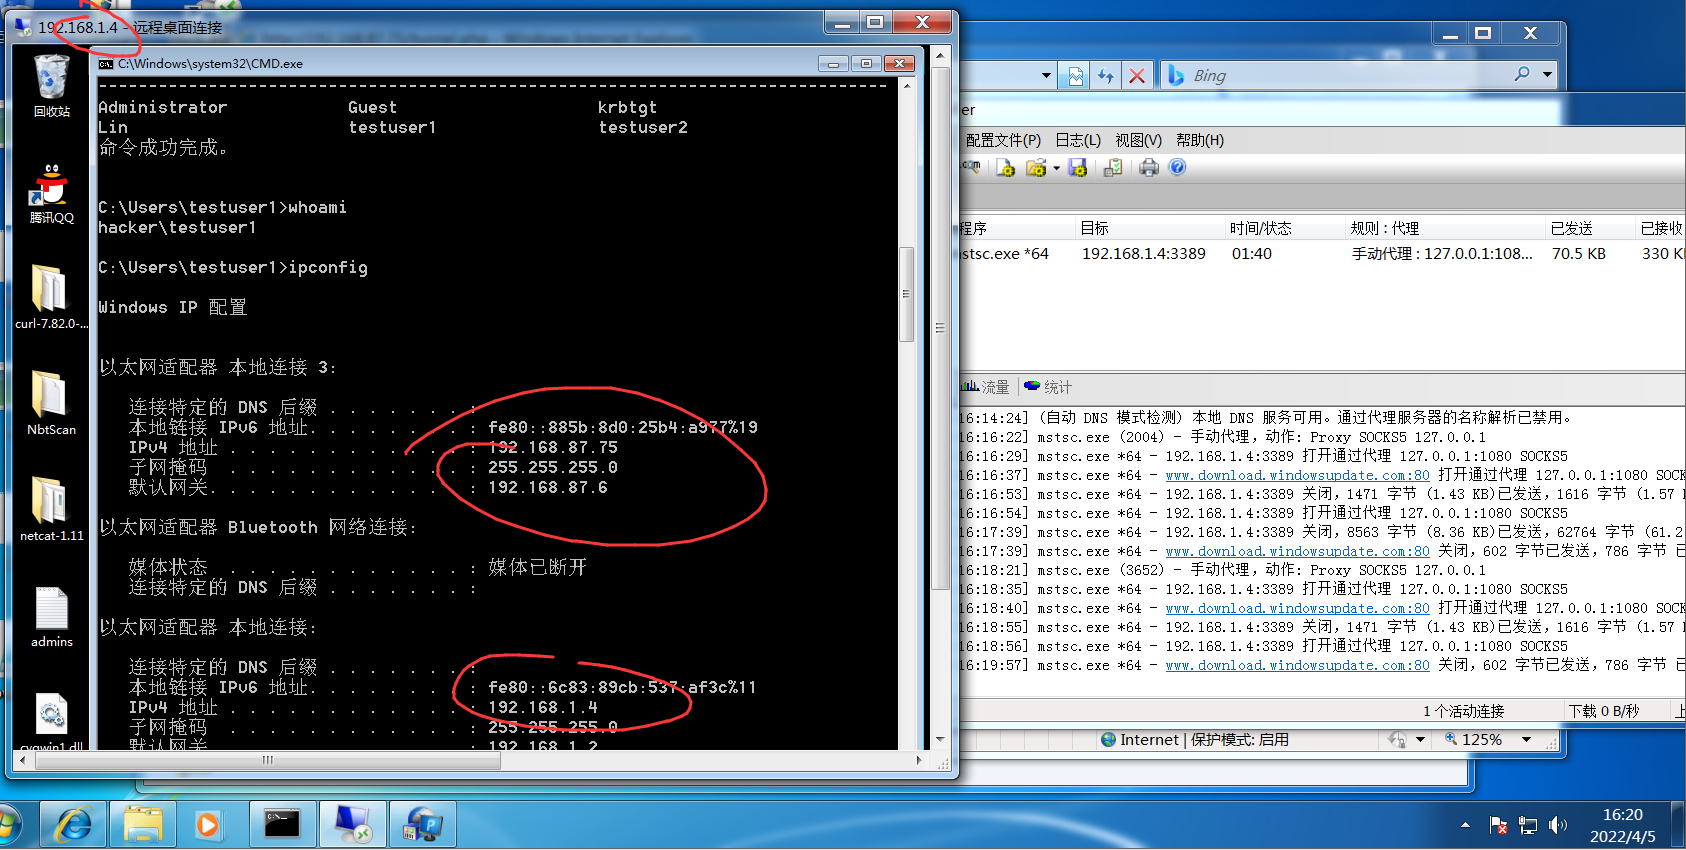 192.168.1.4 - 远程桌面连接
回收站
腾讯QQ
curl-7.82.0-...
NbtScan
netcat-1.11
admins
cygwin1.dll
C:\Windows\system32\CMD.exe
-------------------------------------------------------------------------------
Administrator Guest krbtgt
Lin testuser1 testuser2
命令成功完成。
C:\Users\testuser1>whoami
hacker\testuser1
C:\Users\testuser1>ipconfig
Windows IP 配置
以太网适配器 本地连接 3:
连接特定的 DNS 后缀 . . . . . . . :
本地链接 IPv6 地址. . . . . . . . : fe80::885b:8d0:25b4:a977%19
IPv4 地址 . . . . . . . . . . . . : 192.168.87.75
子网掩码 . . . . . . . . . . . . : 255.255.255.0
默认网关. . . . . . . . . . . . . : 192.168.87.6
以太网适配器 Bluetooth 网络连接:
媒体状态 . . . . . . . . . . . . : 媒体已断开
连接特定的 DNS 后缀 . . . . . . . :
以太网适配器 本地连接:
连接特定的 DNS 后缀 . . . . . . . :
本地链接 IPv6 地址. . . . . . . . : fe80::6c83:89cb:537:af3c%11
IPv4 地址 . . . . . . . . . . . . : 192.168.1.4
子网掩码 . . . . . . . . . . . . : 255.255.255.0
默认网关. . . . . . . . . . . . . : 192.168.1.2
Bing
er
配置文件(P) 日志(L) 视图(V) 帮助(H)
程序 目标 时间/状态 规则 : 代理 已发送 已接收
mstsc.exe *64 192.168.1.4:3389 01:40 手动代理 : 127.0.0.1:108... 70.5 KB 330 KB
流量 统计
16:14:24] (自动 DNS 模式检测) 本地 DNS 服务可用。通过代理服务器的名称解析已禁用。
16:16:22] mstsc.exe (2004) - 手动代理，动作: Proxy SOCKS5 127.0.0.1
16:16:29] mstsc.exe *64 - 192.168.1.4:3389 打开通过代理 127.0.0.1:1080 SOCKS5
16:16:37] mstsc.exe *64 - www.download.windowsupdate.com:80 打开通过代理 127.0.0.1:1080 SOCK
16:16:53] mstsc.exe *64 - 192.168.1.4:3389 关闭，1471 字节 (1.43 KB)已发送，1616 字节 (1.57
16:16:54] mstsc.exe *64 - 192.168.1.4:3389 打开通过代理 127.0.0.1:1080 SOCKS5
16:17:39] mstsc.exe *64 - 192.168.1.4:3389 关闭，8563 字节 (8.36 KB)已发送，62764 字节 (61.2
16:17:39] mstsc.exe *64 - www.download.windowsupdate.com:80 关闭，602 字节已发送，786 字节 已
16:18:21] mstsc.exe (3652) - 手动代理，动作: Proxy SOCKS5 127.0.0.1
16:18:35] mstsc.exe *64 - 192.168.1.4:3389 打开通过代理 127.0.0.1:1080 SOCKS5
16:18:40] mstsc.exe *64 - www.download.windowsupdate.com:80 打开通过代理 127.0.0.1:1080 SOCK
16:18:55] mstsc.exe *64 - 192.168.1.4:3389 关闭，1471 字节 (1.43 KB)已发送，1616 字节 (1.57
16:18:56] mstsc.exe *64 - 192.168.1.4:3389 打开通过代理 127.0.0.1:1080 SOCKS5
16:19:57] mstsc.exe *64 - www.download.windowsupdate.com:80 关闭，602 字节已发送，786 字节 已
1 个活动连接 下载 0 B/秒 上
Internet | 保护模式: 启用 125%
16:20
2022/4/5